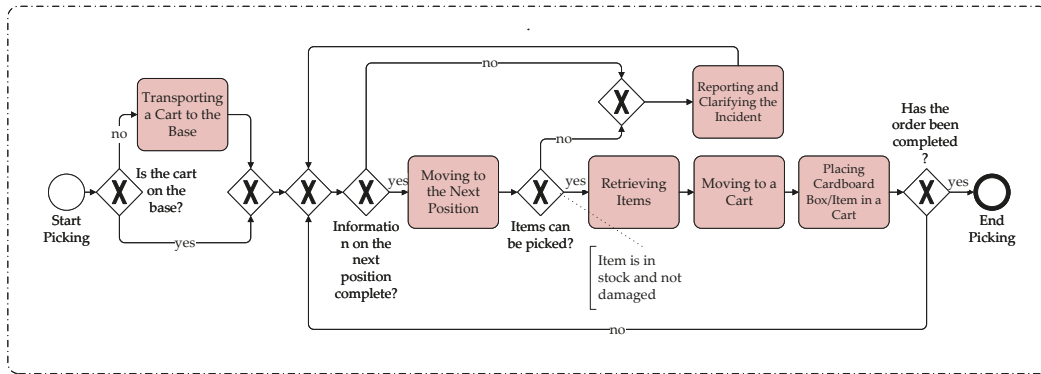 no
Transporting
a Cart to the
Base
no
Reporting and
Clarifying the
Incident
Has the
order been
completed
?
no
Start
Picking
Is the cart
on the
base?
yes
Informatio
n on the
next
position
complete?
yes
Moving to
the Next
Position
Items can
be picked?
yes
Retrieving
Items
Moving to a
Cart
Placing
Cardboard
Box/Item in a
Cart
yes
End
Picking
Item is in
stock and not
damaged
no